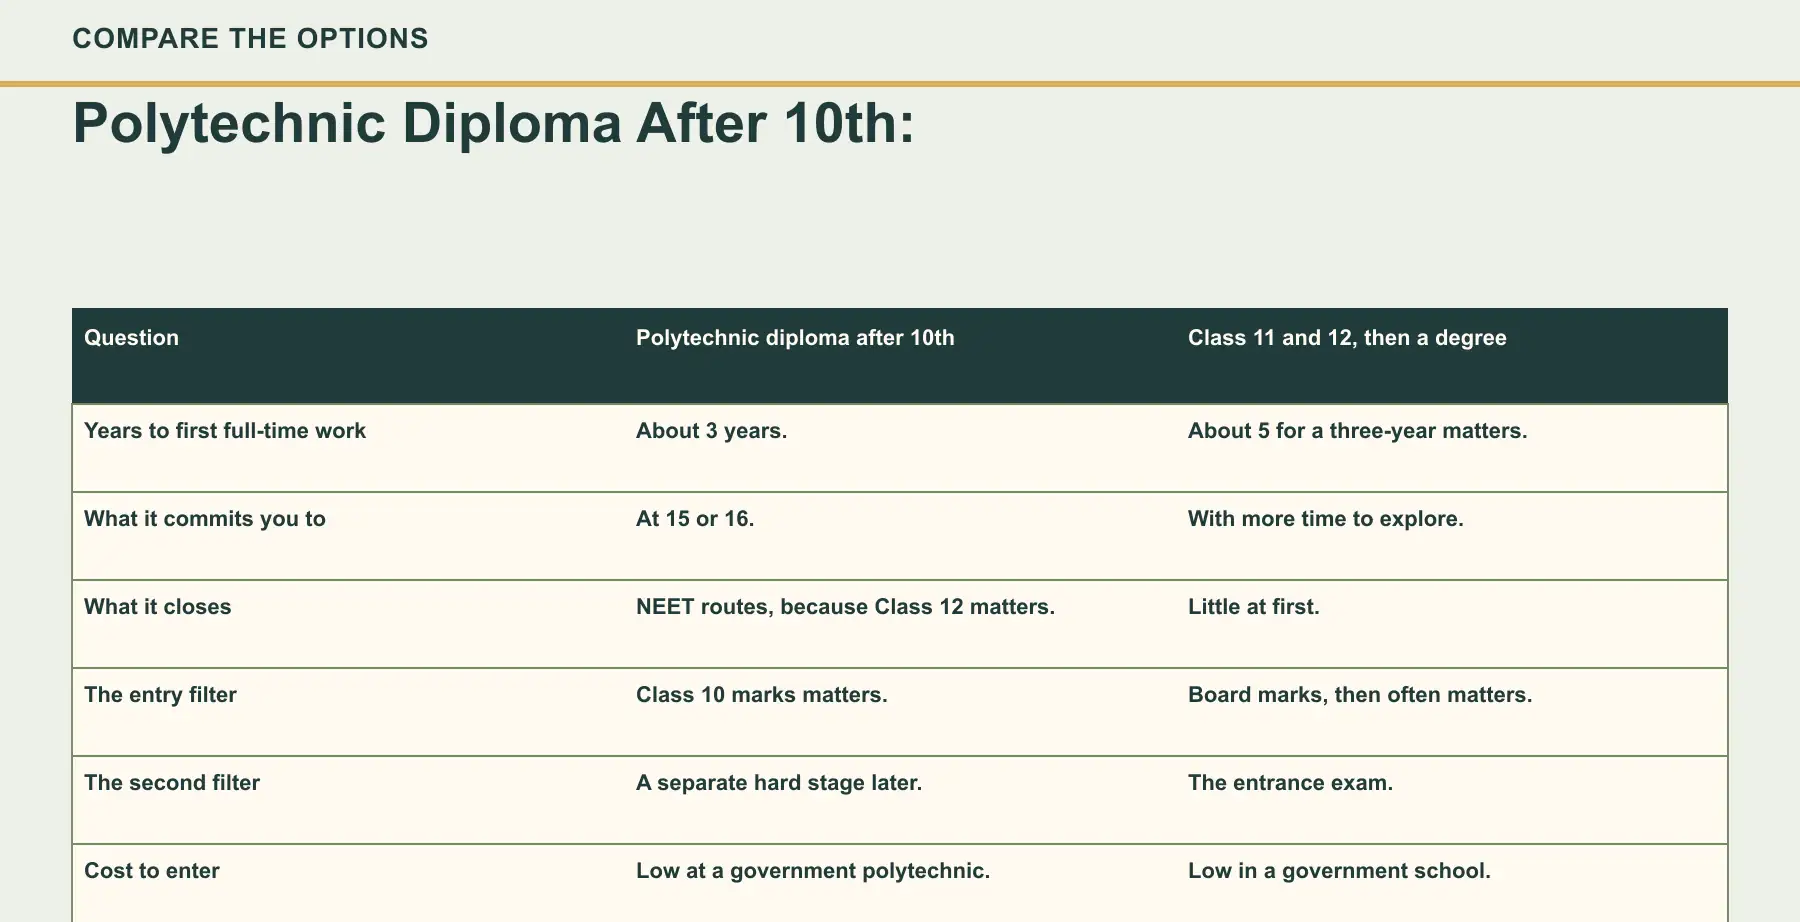 COMPARE THE OPTIONS
Polytechnic Diploma After 10th:
Question Polytechnic diploma after 10th Class 11 and 12, then a degree
Years to first full-time work About 3 years. About 5 for a three-year matters.
What it commits you to At 15 or 16. With more time to explore.
What it closes NEET routes, because Class 12 matters. Little at first.
The entry filter Class 10 marks matters. Board marks, then often matters.
The second filter A separate hard stage later. The entrance exam.
Cost to enter Low at a government polytechnic. Low in a government school.